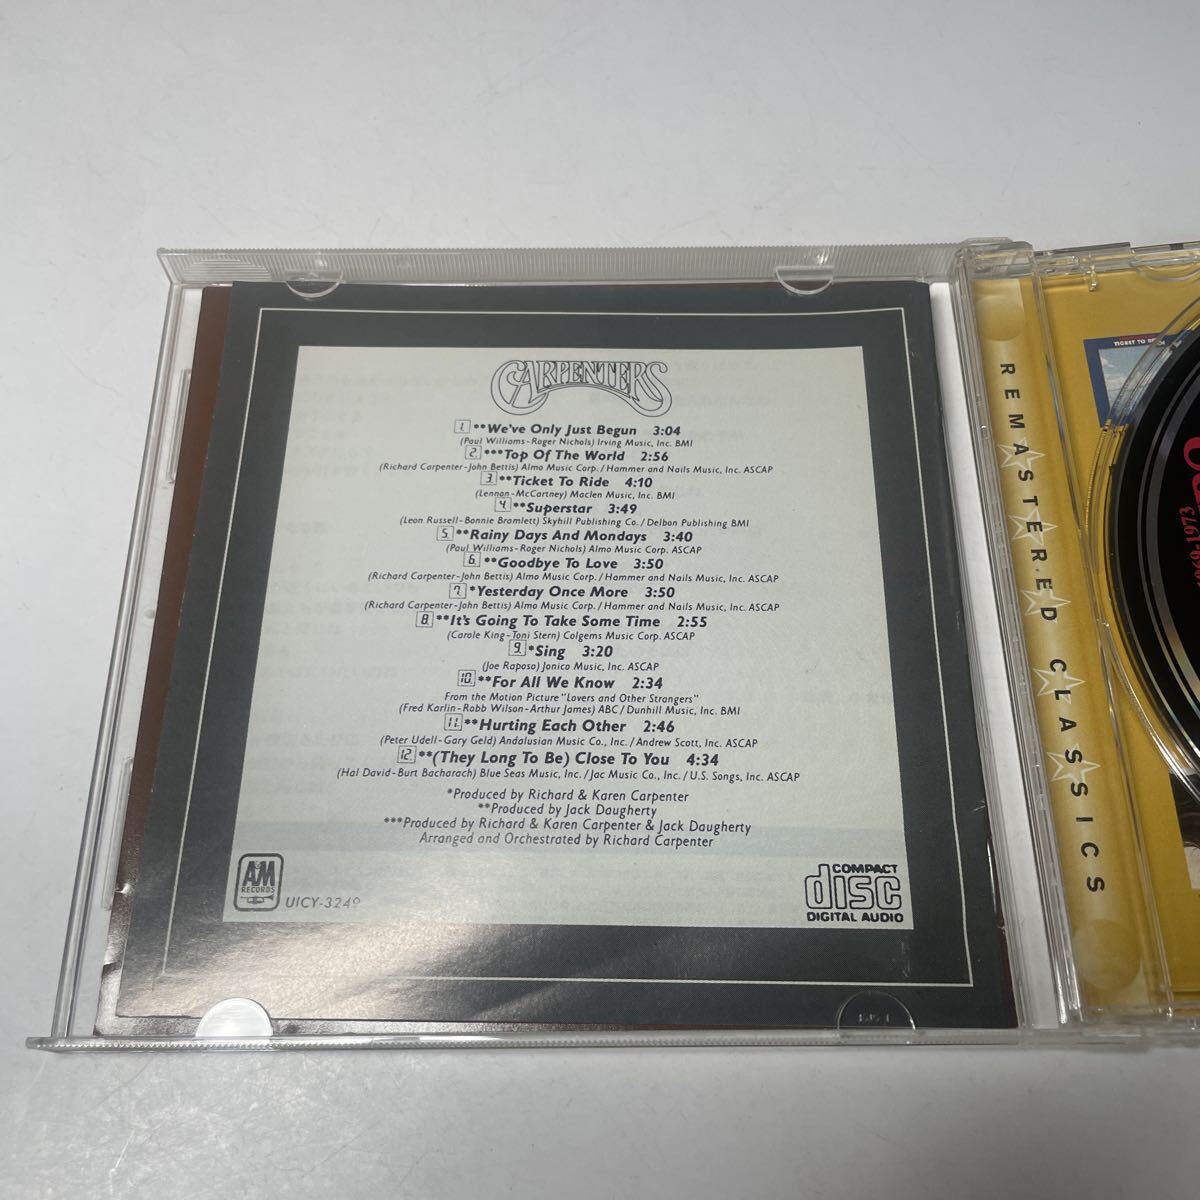 CARPENTERS
1. **We've Only Just Begun 3:04
(Paul Williams-Roger Nichols) Irving Music, Inc. BMI
2. ***Top Of The World 2:56
(Richard Carpenter-John Bettis) Almo Music Corp./Hammer and Nails Music, Inc. ASCAP
3. **Ticket To Ride 4:10
(Lennon-McCartney) Maclen Music, Inc. BMI
4. **Superstar 3:49
(Leon Russell-Bonnie Bramlett) Skyhill Publishing Co./Delbon Publishing BMI
5. **Rainy Days And Mondays 3:40
(Paul Williams-Roger Nichols) Almo Music Corp. ASCAP
6. **Goodbye To Love 3:50
(Richard Carpenter-John Bettis) Almo Music Corp./Hammer and Nails Music, Inc. ASCAP
7. *Yesterday Once More 3:50
(Richard Carpenter-John Bettis) Almo Music Corp./Hammer and Nails Music, Inc. ASCAP
8. **It's Going To Take Some Time 2:55
(Carole King-Toni Stern) Colgems Music Corp. ASCAP
9. *Sing 3:20
(Joe Raposo) Jonico Music, Inc. ASCAP
10. **For All We Know 2:34
From the Motion Picture "Lovers and Other Strangers"
(Fred Karlin-Robb Wilson-Arthur James) ABC/Dunhill Music, Inc. BMI
11. **Hurting Each Other 2:46
(Peter Udell-Gary Geld) Andalusian Music Co., Inc./Andrew Scott, Inc. ASCAP
12. **(They Long To Be) Close To You 4:34
(Hal David-Burt Bacharach) Blue Seas Music, Inc./Jac Music Co., Inc./U.S. Songs, Inc. ASCAP
*Produced by Richard & Karen Carpenter
**Produced by Jack Daugherty
***Produced by Richard & Karen Carpenter & Jack Daugherty
Arranged and Orchestrated by Richard Carpenter
A&M
RECORDS
UICY-3249
COMPACT
disc
DIGITAL AUDIO
REMASTERED CLASSICS
TICKET TO
1973